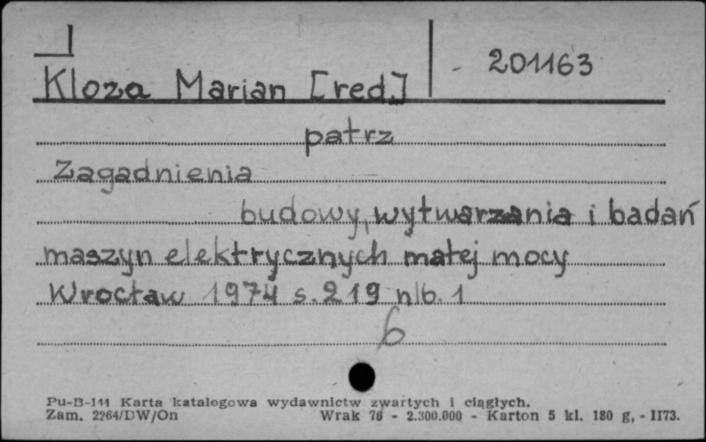 201163
Kloza Marian [red.]
patrz
Zagadnienia
budowy, wytwarzania i badań
maszyn elektrycznych małej mocy
Wrocław 1974 s. 219 nlb. 1
6
Pu-B-144 Karta katalogowa wydawnictw zwartych i ciągłych.
Zam. 2264/DW/On Wrak 76 - 2.300.000 - Karton 5 kl. 180 g, - II73.